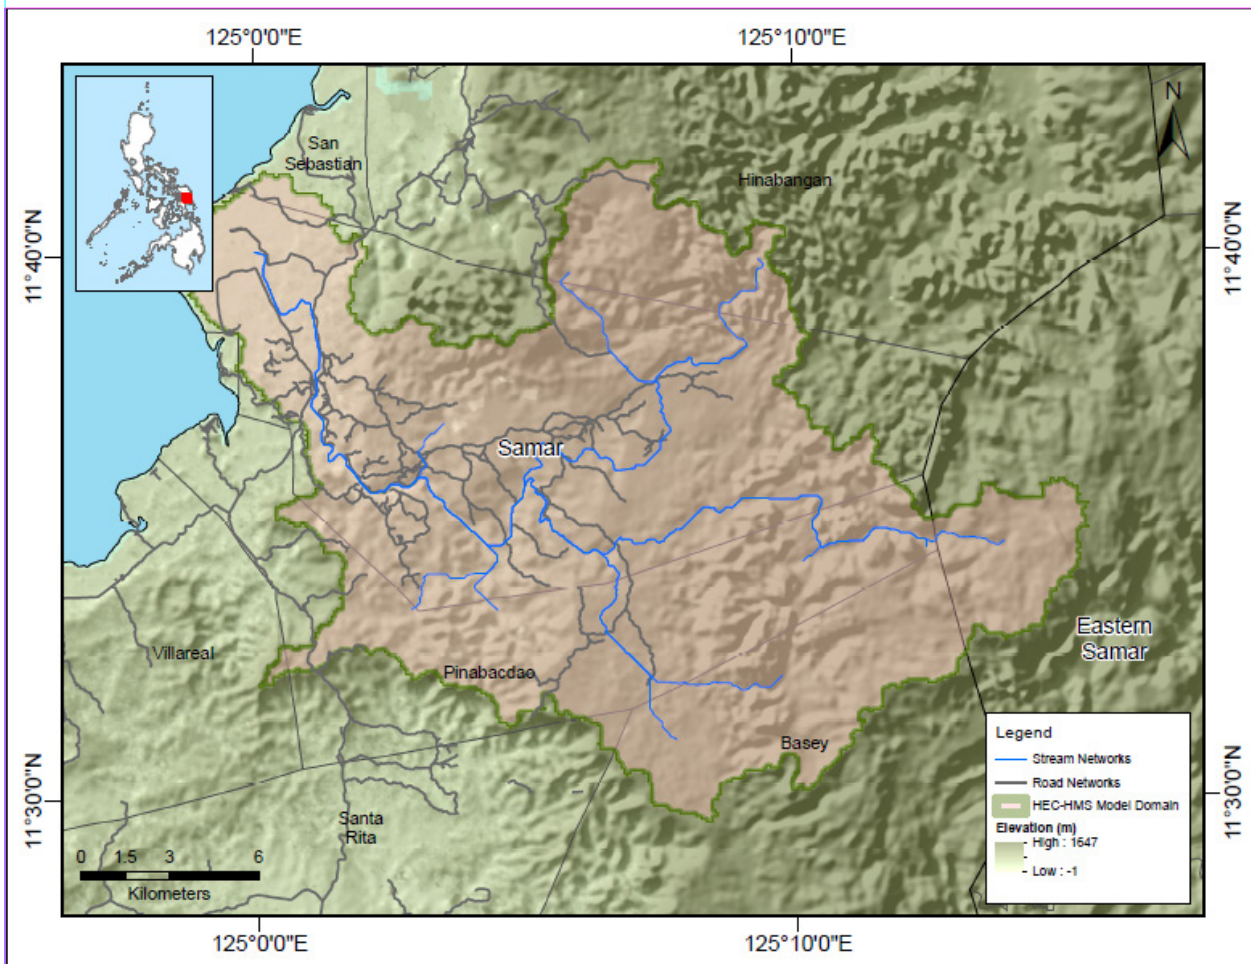 125°0'0"E
125°10'0"E
N
San
Sebastian
Hinabangan
11°40'0"N
11°40'0"N
Samar
Eastern
Samar
Villareal
Pinabacdao
Basey
Legend
Stream Networks
Road Networks
HEC-HMS Model Domain
Elevation (m)
High : 1647
Low : -1
11°30'0"N
11°30'0"N
Santa
Rita
0 1.5 3 6
Kilometers
125°0'0"E
125°10'0"E